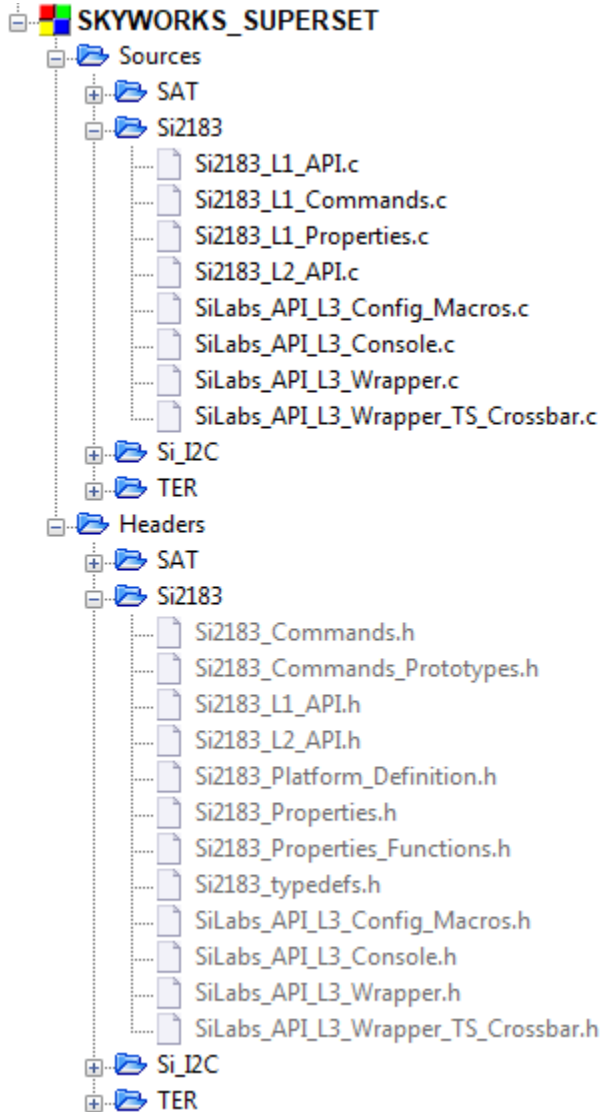 SKYWORKS_SUPERSET
Sources
SAT
Si2183
Si2183_L1_API.c
Si2183_L1_Commands.c
Si2183_L1_Properties.c
Si2183_L2_API.c
SiLabs_API_L3_Config_Macros.c
SiLabs_API_L3_Console.c
SiLabs_API_L3_Wrapper.c
SiLabs_API_L3_Wrapper_TS_Crossbar.c
Si_I2C
TER
Headers
SAT
Si2183
Si2183_Commands.h
Si2183_Commands_Prototypes.h
Si2183_L1_API.h
Si2183_L2_API.h
Si2183_Platform_Definition.h
Si2183_Properties.h
Si2183_Properties_Functions.h
Si2183_typedefs.h
SiLabs_API_L3_Config_Macros.h
SiLabs_API_L3_Console.h
SiLabs_API_L3_Wrapper.h
SiLabs_API_L3_Wrapper_TS_Crossbar.h
Si_I2C
TER